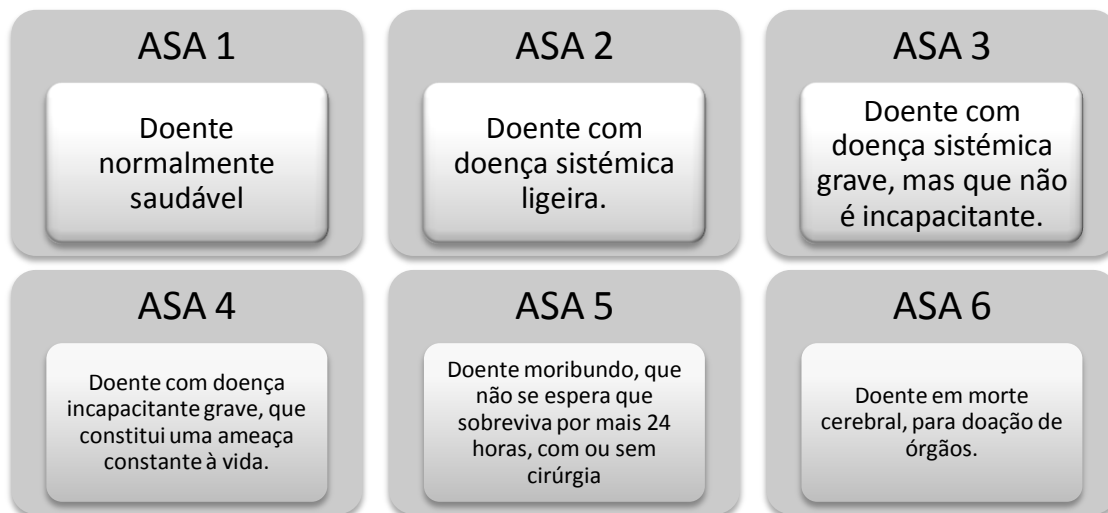 ASA 1
Doente
normalmente
saudável
ASA 2
Doente com
doença sistémica
ligeira.
ASA 3
Doente com
doença sistémica
grave, mas que não
é incapacitante.
ASA 4
Doente com doença
incapacitante grave, que
constitui uma ameaça
constante à vida.
ASA 5
Doente moribundo, que
não se espera que
sobreviva por mais 24
horas, com ou sem
cirúrgia
ASA 6
Doente em morte
cerebral, para doação de
órgãos.